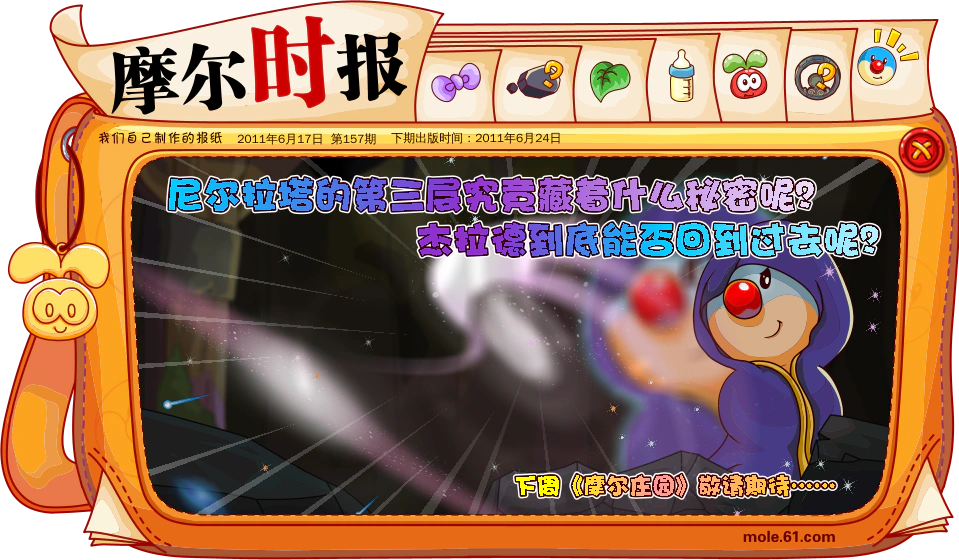 摩尔时报
我们自己制作的报纸 2011年6月17日 第157期 下期出版时间：2011年6月24日
尼尔拉塔的第三层究竟藏着什么秘密呢？
杰拉德到底能否回到过去呢？
下周《摩尔庄园》敬请期待······
mole.61.com